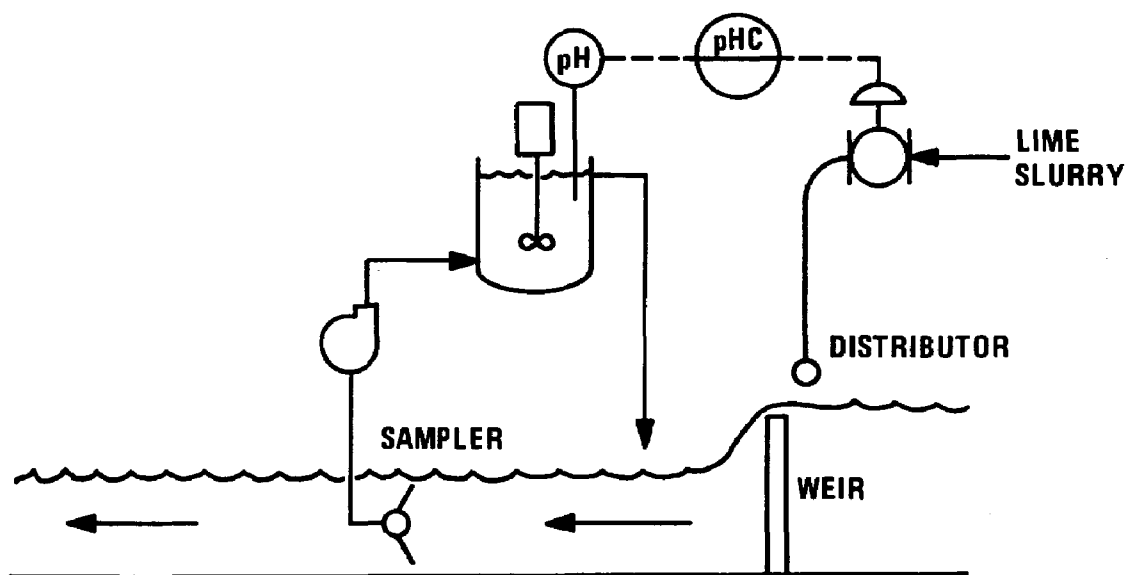 pH
pHC
LIME
SLURRY
DISTRIBUTOR
SAMPLER
WEIR